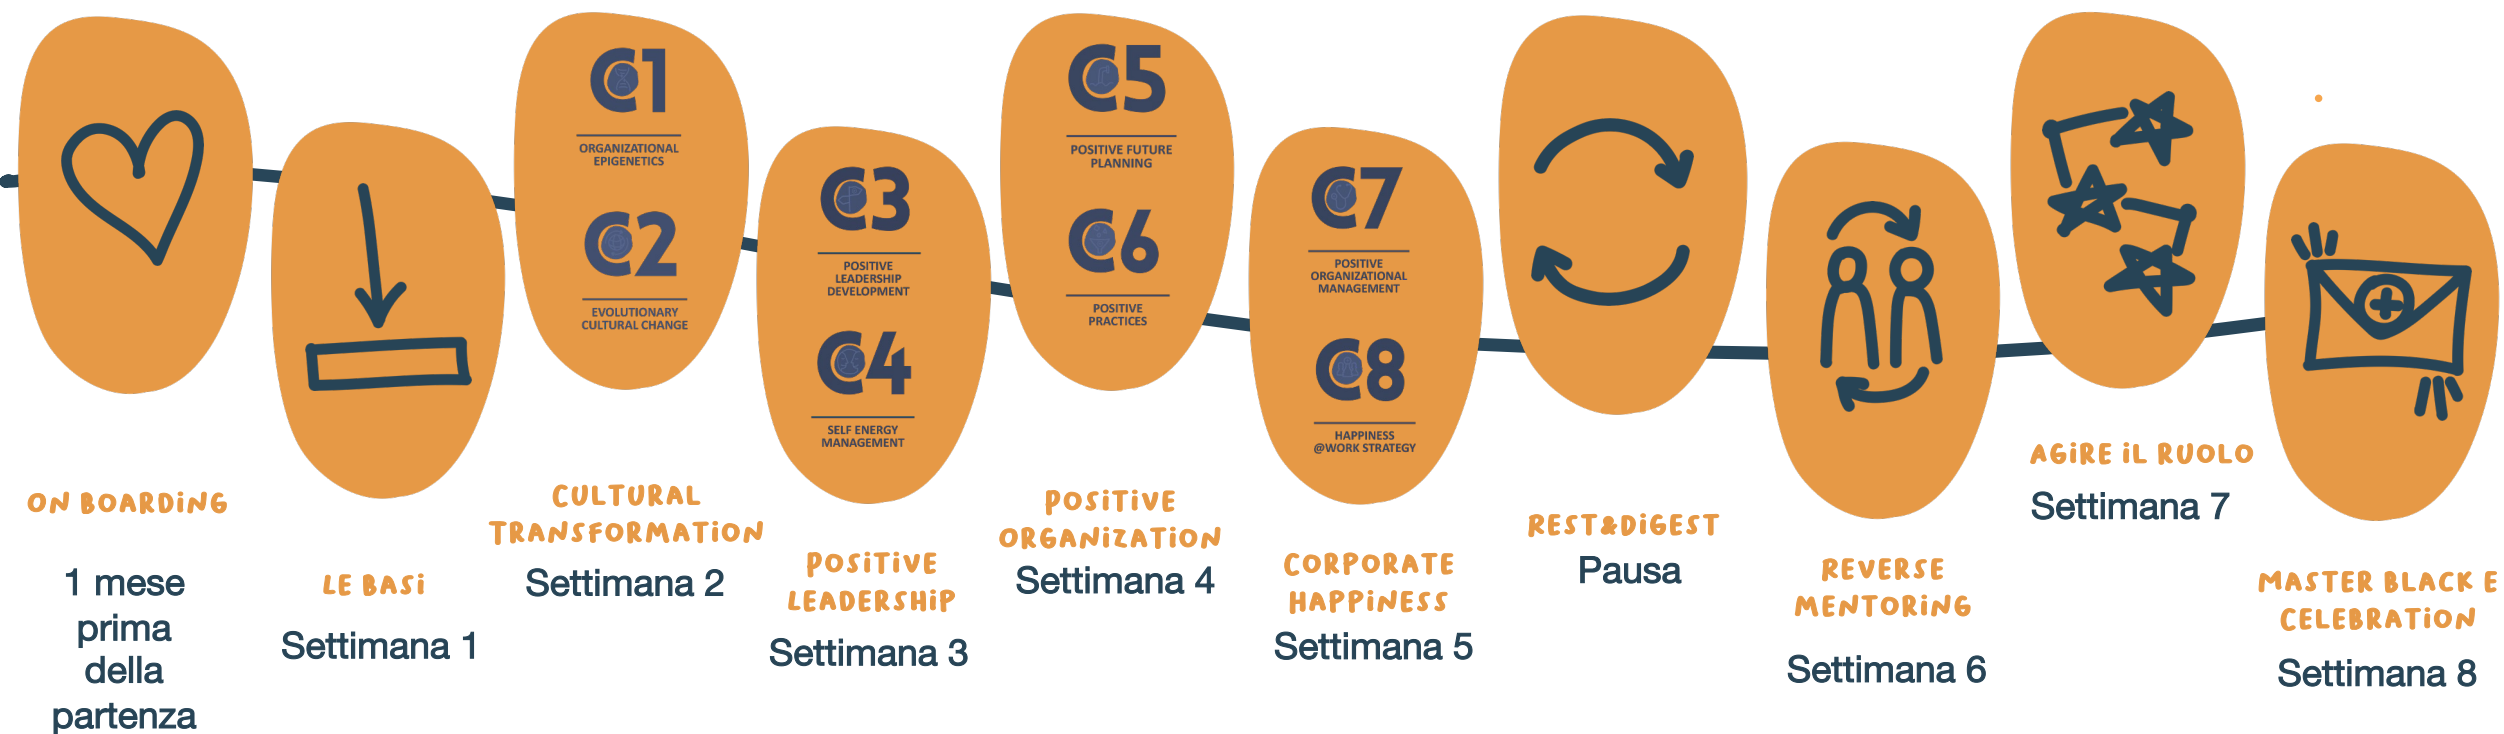 ON BOARDiNG
1 mese
prima
della
partenza
LE BASi
Settimana 1
C1
ORGANIZATIONAL
EPIGENETICS
C2
EVOLUTIONARY
CULTURAL CHANGE
CULTURAL
TRANSFORMATiON
Settimana 2
C3
POSITIVE
LEADERSHIP
DEVELOPMENT
C4
SELF ENERGY
MANAGEMENT
POSiTiVE
LEADERSHiP
Settimana 3
C5
POSITIVE FUTURE
PLANNING
C6
POSITIVE
PRACTICES
POSiTiVE
ORGANiZATiON
Settimana 4
C7
POSITIVE
ORGANIZATIONAL
MANAGEMENT
C8
HAPPINESS
@WORK STRATEGY
CORPORATE
HAPPiNESS
Settimana 5
REST&DiGEST
Pausa
REVERSE
MENTORiNG
Settimana 6
AGiRE iL RUOLO
Settimana 7
MASTER BLACK E
CELEBRATiON
Settimana 8